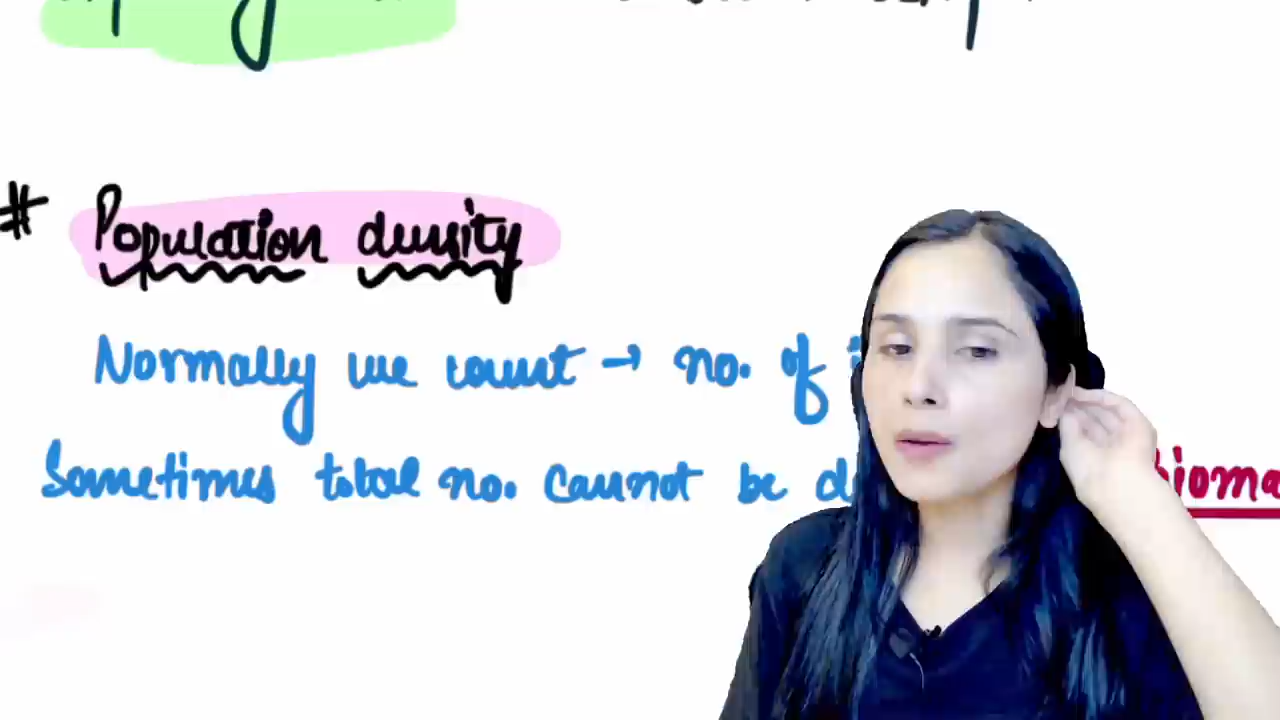 # Population density
Normally we count → no. of
Sometimes total no. cannot be d bioma